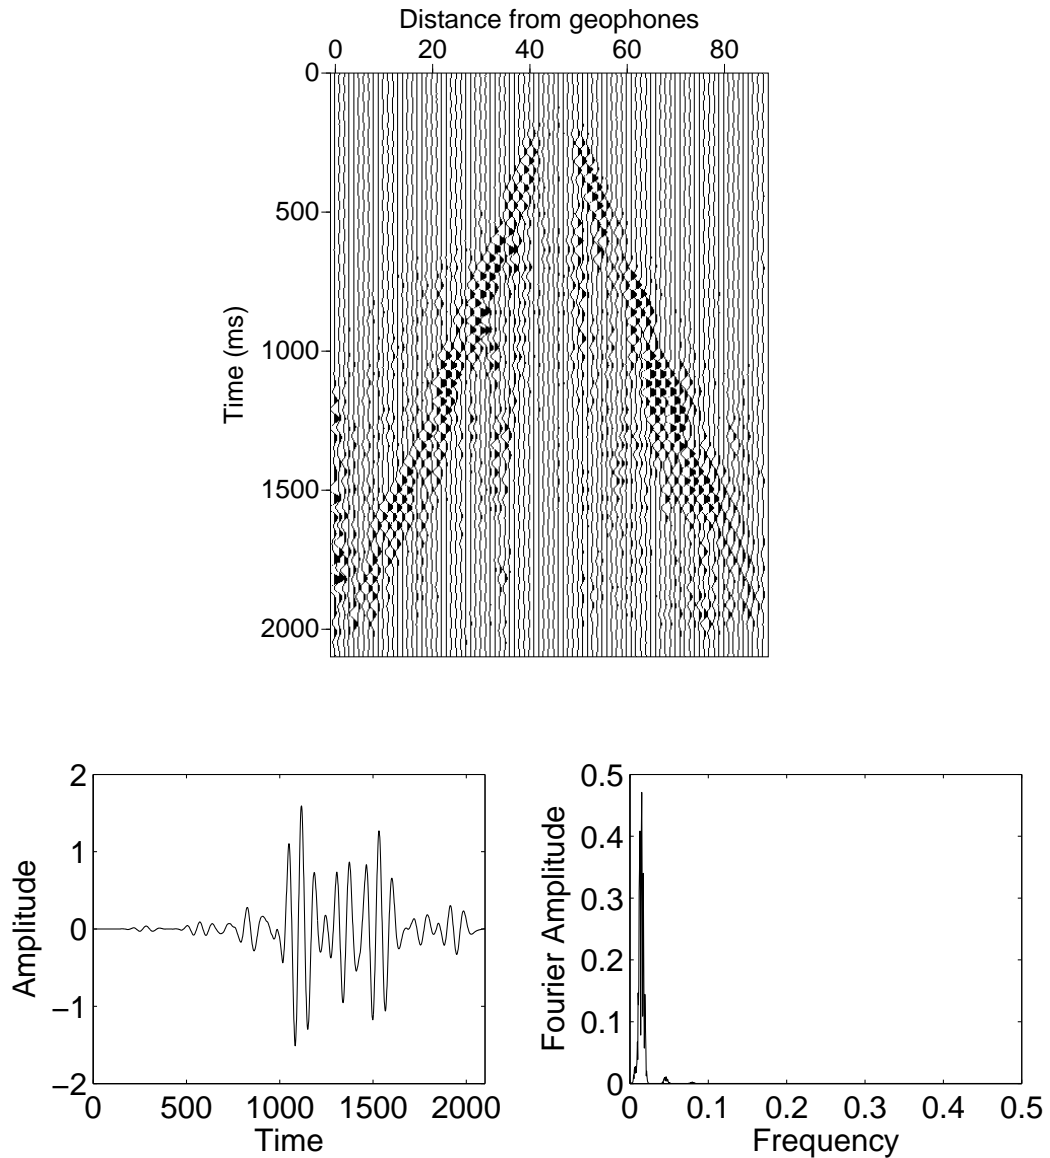 Distance from geophones
0 20 40 60 80
0
500
1000
1500
2000
Time (ms)
2
1
0
−1
−2
Amplitude
0 500 1000 1500 2000
Time
0.5
0.4
0.3
0.2
0.1
0
Fourier Amplitude
0 0.1 0.2 0.3 0.4 0.5
Frequency